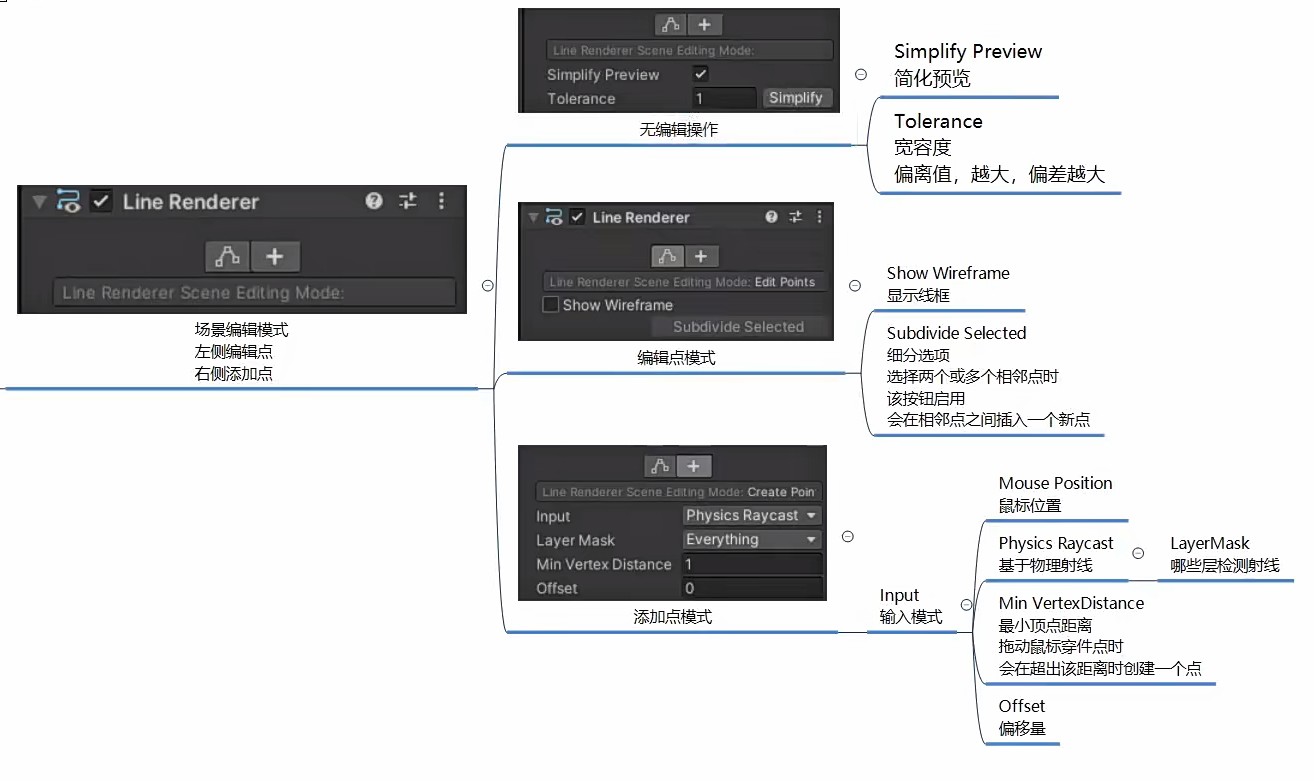 Line Renderer
Line Renderer Scene Editing Mode:
场景编辑模式
左侧编辑点
右侧添加点
Line Renderer Scene Editing Mode:
Simplify Preview
Tolerance 1 Simplify
无编辑操作
Simplify Preview
简化预览
Tolerance
宽容度
偏离值，越大，偏差越大
Line Renderer
Line Renderer Scene Editing Mode: Edit Points
Show Wireframe
Subdivide Selected
编辑点模式
Show Wireframe
显示线框
Subdivide Selected
细分选项
选择两个或多个相邻点时
该按钮启用
会在相邻点之间插入一个新点
Line Renderer Scene Editing Mode: Create Poin
Input Physics Raycast
Layer Mask Everything
Min Vertex Distance 1
Offset 0
添加点模式
Input
输入模式
Mouse Position
鼠标位置
Physics Raycast
基于物理射线
LayerMask
哪些层检测射线
Min VertexDistance
最小顶点距离
拖动鼠标穿件点时
会在超出该距离时创建一个点
Offset
偏移量